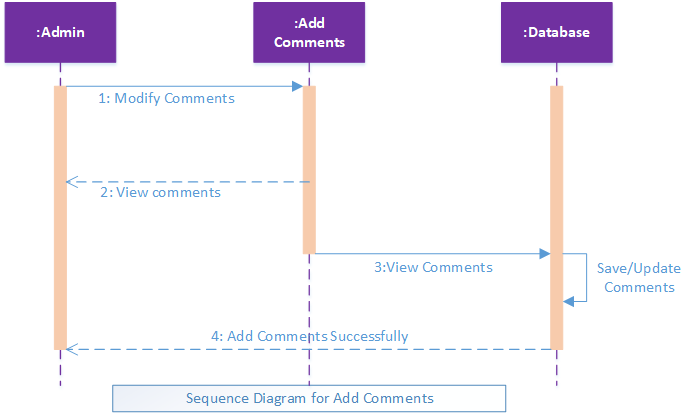 :Admin
:Add
Comments
:Database
1: Modify Comments
2: View comments
3:View Comments
Save/Update
Comments
4: Add Comments Successfully
Sequence Diagram for Add Comments